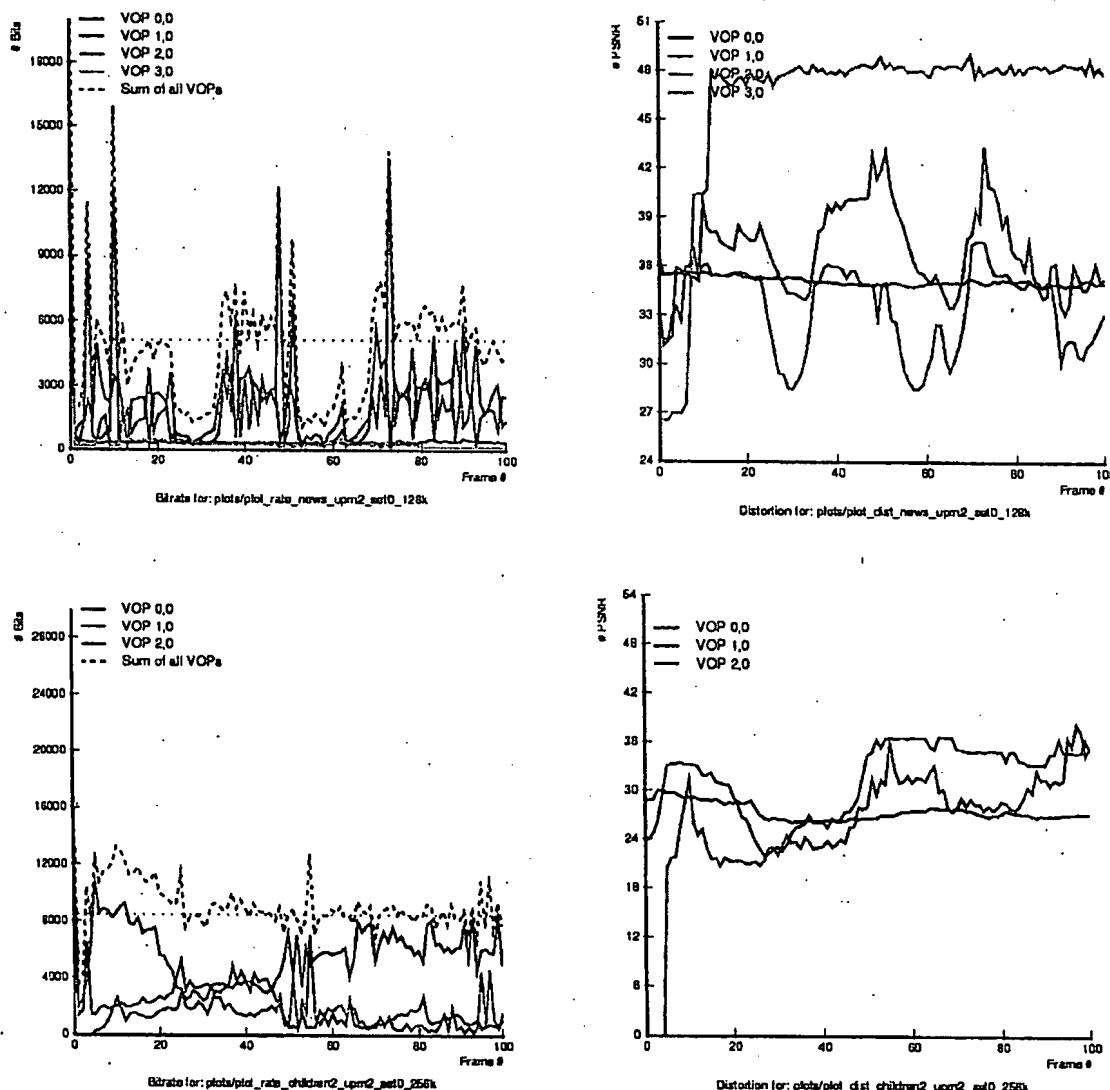 # Bits
VOP 0,0
VOP 1,0
VOP 2,0
VOP 3,0
Sum of all VOPs
18000
15000
12000
9000
6000
3000
0
0 20 40 60 80 100
Frame #
Bitrate for: plots/plot_rate_news_upm2_set0_128k
# PSNR
VOP 0,0
VOP 1,0
VOP 2,0
VOP 3,0
51
48
45
42
39
36
33
30
27
24
0 20 40 60 80 100
Frame #
Distortion for: plots/plot_dist_news_upm2_set0_128k
# Bits
VOP 0,0
VOP 1,0
VOP 2,0
Sum of all VOPs
28000
24000
20000
16000
12000
8000
4000
0
0 20 40 60 80 100
Frame #
Bitrate for: plots/plot_rate_children2_upm2_set0_256k
# PSNR
VOP 0,0
VOP 1,0
VOP 2,0
54
48
42
36
30
24
18
12
6
0
0 20 40 60 80 100
Frame #
Distortion for: plots/plot_dist_children2_upm2_set0_256k